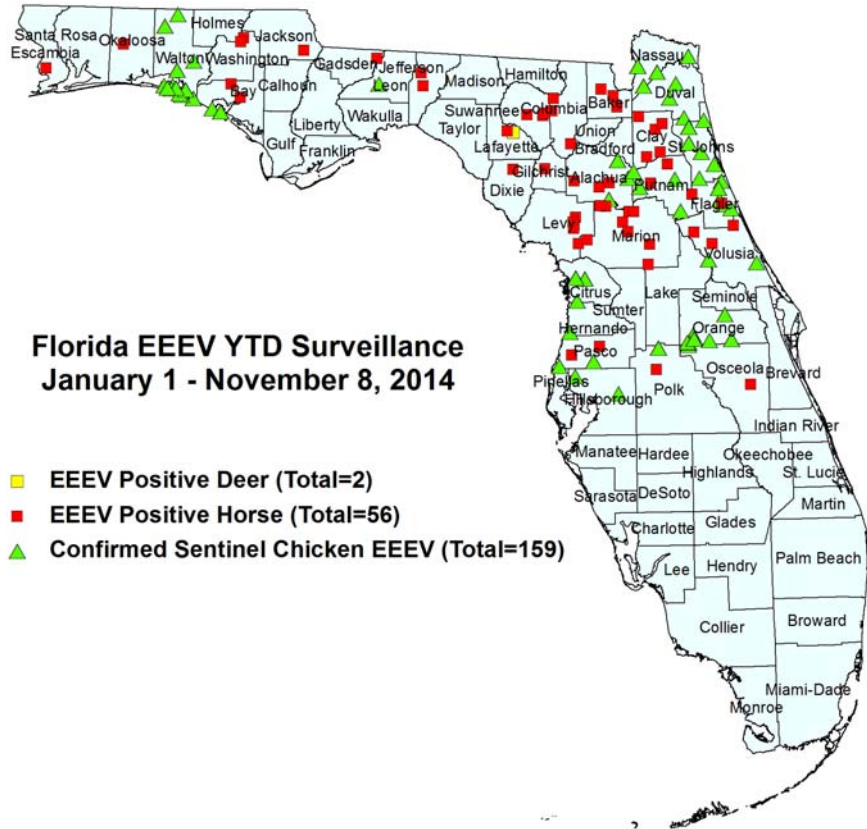 Holmes
Jackson
Santa Rosa
Okaloosa
Escambia
Walton
Washington
Gadsden
Jefferson
Nassau
Hamilton
Madison
Bay
Calhoun
Leon
Baker
Duval
Suwannee
Columbia
Liberty
Wakulla
Taylor
Union
Clay
St. Johns
Gulf
Franklin
Lafayette
Bradford
Gilchrist
Alachua
Putnam
Dixie
Flagler
Levy
Marion
Volusia
Citrus
Lake
Seminole
Sumter
Hernando
Orange
Florida EEEV YTD Surveillance
January 1 - November 8, 2014
Pasco
Osceola
Brevard
Pinellas
Polk
Hillsborough
Indian River
Manatee
Hardee
Okeechobee
EEEV Positive Deer (Total=2)
Highlands
St. Lucie
Sarasota
DeSoto
Martin
EEEV Positive Horse (Total=56)
Charlotte
Glades
Confirmed Sentinel Chicken EEEV (Total=159)
Lee
Hendry
Palm Beach
Collier
Broward
Miami-Dade
Monroe